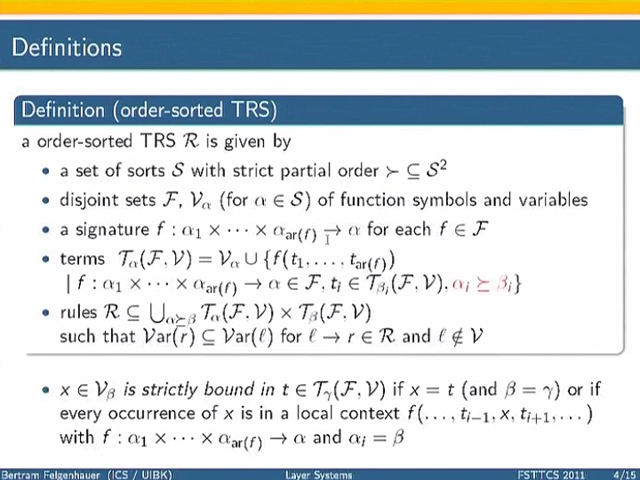 Definitions
Definition (order-sorted TRS)
a order-sorted TRS ℛ is given by
• a set of sorts 𝒮 with strict partial order ≻ ⊆ 𝒮²
• disjoint sets ℱ, 𝒱_α (for α ∈ 𝒮) of function symbols and variables
• a signature f : α₁ × ⋯ × α_ar(f) → α for each f ∈ ℱ
• terms 𝒯_α(ℱ, 𝒱) = 𝒱_α ∪ {f(t₁, …, t_ar(f))
| f : α₁ × ⋯ × α_ar(f) → α ∈ ℱ, t_i ∈ 𝒯_β_i(ℱ, 𝒱), α_i ⪰ β_i}
• rules ℛ ⊆ ⋃_α⪰β 𝒯_α(ℱ, 𝒱) × 𝒯_β(ℱ, 𝒱)
such that 𝒱ar(r) ⊆ 𝒱ar(ℓ) for ℓ → r ∈ ℛ and ℓ ∉ 𝒱
• x ∈ 𝒱_β is strictly bound in t ∈ 𝒯_γ(ℱ, 𝒱) if x = t (and β = γ) or if
every occurrence of x is in a local context f(…, t_i−1, x, t_i+1, …)
with f : α₁ × ⋯ × α_ar(f) → α and α_i = β
Bertram Felgenhauer (ICS / UIBK) Layer Systems FSTTCS 2011 4/15